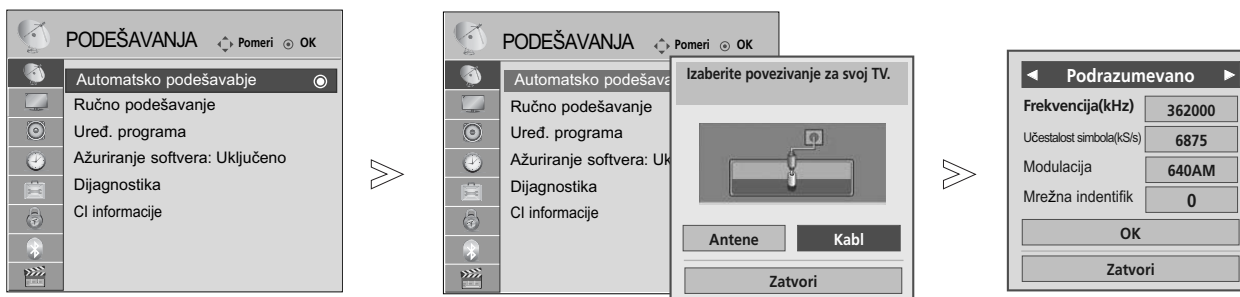 PODEŠAVANJA Pomeri OK
Automatsko podešavabje
Ručno podešavanje
Uređ. programa
Ažuriranje softvera: Uključeno
Dijagnostika
CI informacije
PODEŠAVANJA Pomeri OK
Automatsko podešava
Ručno podešavanje
Uređ. programa
Ažuriranje softvera: Uk
Dijagnostika
CI informacije
Izaberite povezivanje za svoj TV.
Antene Kabl
Zatvori
Podrazumevano
Frekvencija(kHz) 362000
Učestalost simbola(kS/s) 6875
Modulacija 640AM
Mrežna indentifik 0
OK
Zatvori